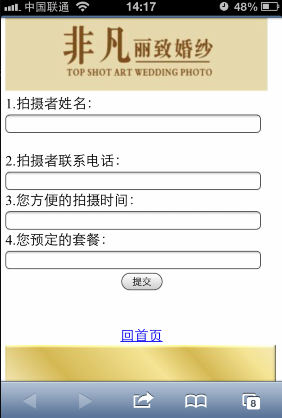 中国联通 14:17 48%
非凡丽致婚纱
TOP SHOT ART WEDDING PHOTO
1.拍摄者姓名：
2.拍摄者联系电话：
3.您方便的拍摄时间：
4.您预定的套餐：
提交
回首页
8